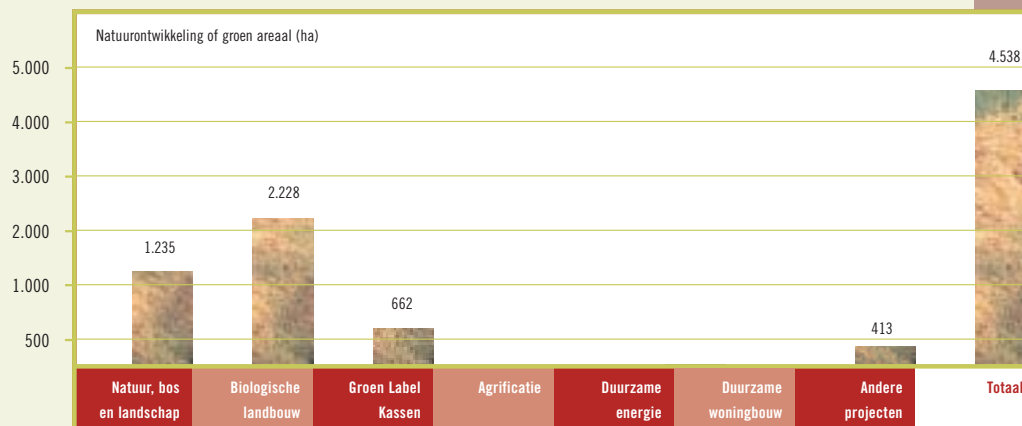 Natuurontwikkeling of groen areaal (ha)
5.000
4.000
3.000
2.000
1.000
500
1.235
2.228
662
413
4.538
Natuur, bos
en landschap
Biologische
landbouw
Groen Label
Kassen
Agrificatie
Duurzame
energie
Duurzame
woningbouw
Andere
projecten
Totaal